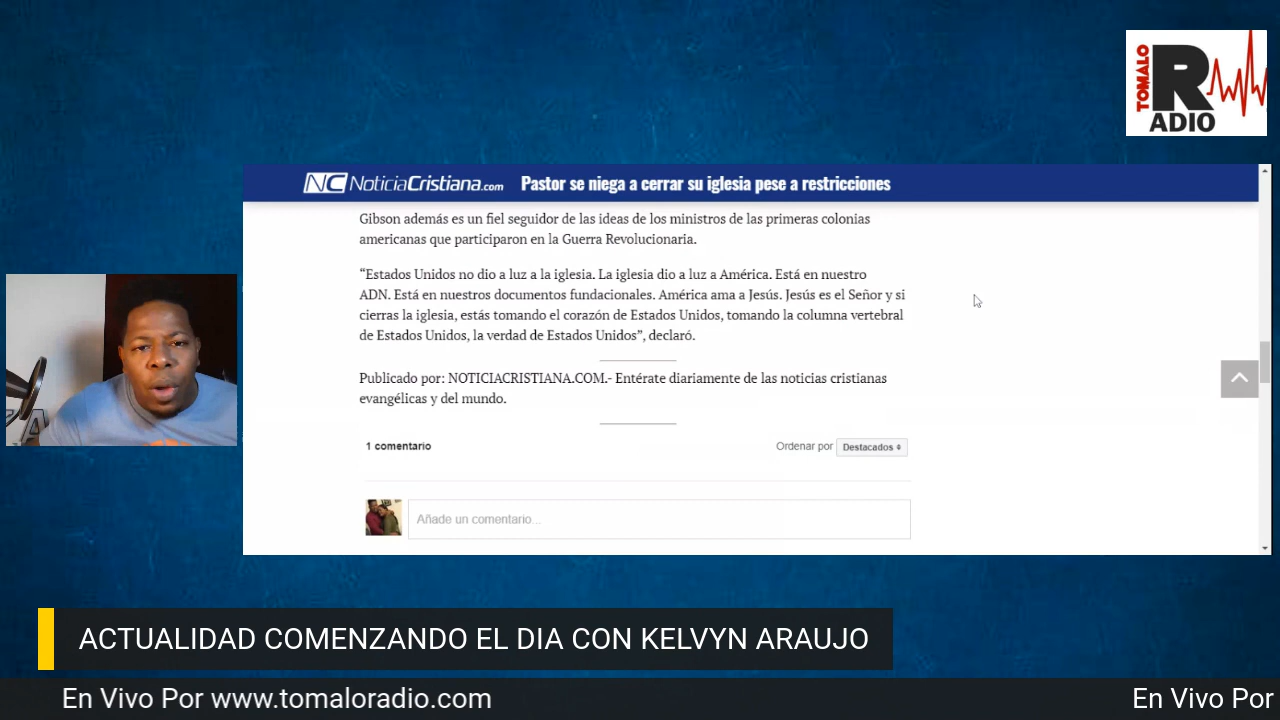 TOMALO
R
ADIO
NC NoticiaCristiana.com Pastor se niega a cerrar su iglesia pese a restricciones
Gibson además es un fiel seguidor de las ideas de los ministros de las primeras colonias
americanas que participaron en la Guerra Revolucionaria.
“Estados Unidos no dio a luz a la iglesia. La iglesia dio a luz a América. Está en nuestro
ADN. Está en nuestros documentos fundacionales. América ama a Jesús. Jesús es el Señor y si
cierras la iglesia, estás tomando el corazón de Estados Unidos, tomando la columna vertebral
de Estados Unidos, la verdad de Estados Unidos”, declaró.
Publicado por: NOTICIACRISTIANA.COM.- Entérate diariamente de las noticias cristianas
evangélicas y del mundo.
1 comentario
Ordenar por Destacados
Añade un comentario...
ACTUALIDAD COMENZANDO EL DIA CON KELVYN ARAUJO
En Vivo Por www.tomaloradio.com
En Vivo Por